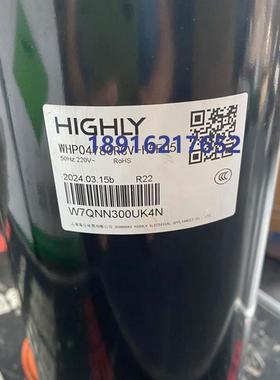 HIGHLY
18916217652
50Hz 220V~ RoHS
2024.03.15b R22
W7QNN300UK4N